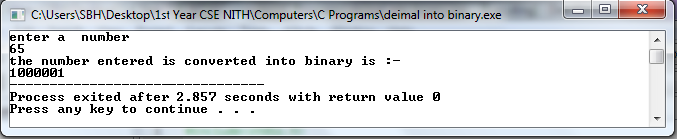 C:\Users\SBH\Desktop\1st Year CSE NITH\Computers\C Programs\deimal into binary.exe
enter a  number
65
the number entered is converted into binary is :-
1000001
--------------------------------
Process exited after 2.857 seconds with return value 0
Press any key to continue . . .